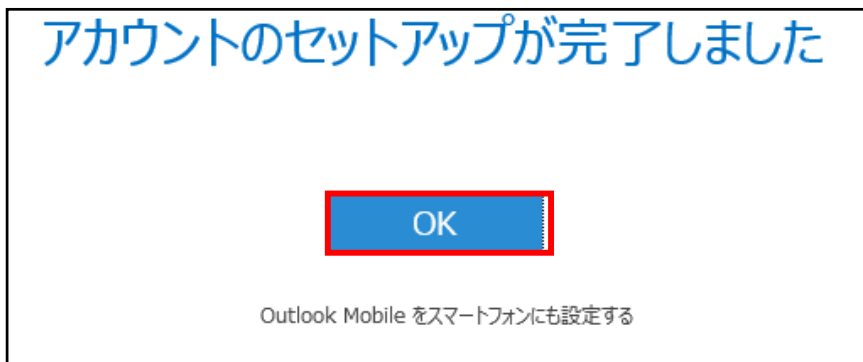 アカウントのセットアップが完了しました
OK
Outlook Mobile をスマートフォンにも設定する